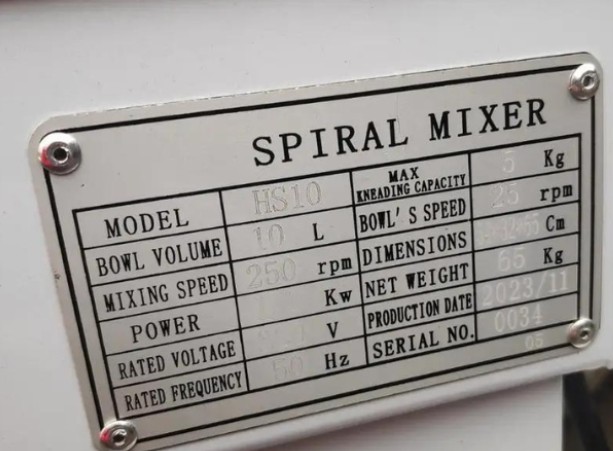 SPIRAL MIXER
MODEL HS10 MAX KNEADING CAPACITY 5 Kg
BOWL VOLUME 10 L BOWL'S SPEED 25 rpm
MIXING SPEED 250 rpm DIMENSIONS Cm
POWER Kw NET WEIGHT 65 Kg
RATED VOLTAGE V PRODUCTION DATE 2023/11
RATED FREQUENCY 50 Hz SERIAL NO. 0034
05